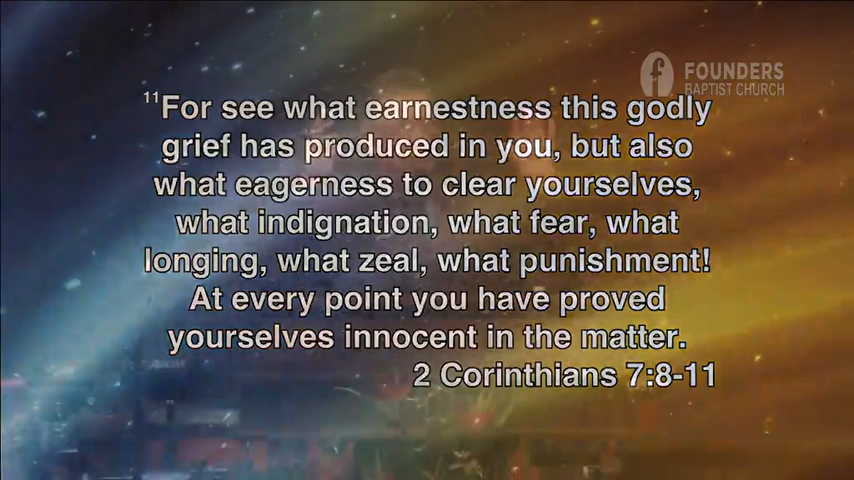 FOUNDERS
BAPTIST CHURCH
11For see what earnestness this godly
grief has produced in you, but also
what eagerness to clear yourselves,
what indignation, what fear, what
longing, what zeal, what punishment!
At every point you have proved
yourselves innocent in the matter.
2 Corinthians 7:8-11